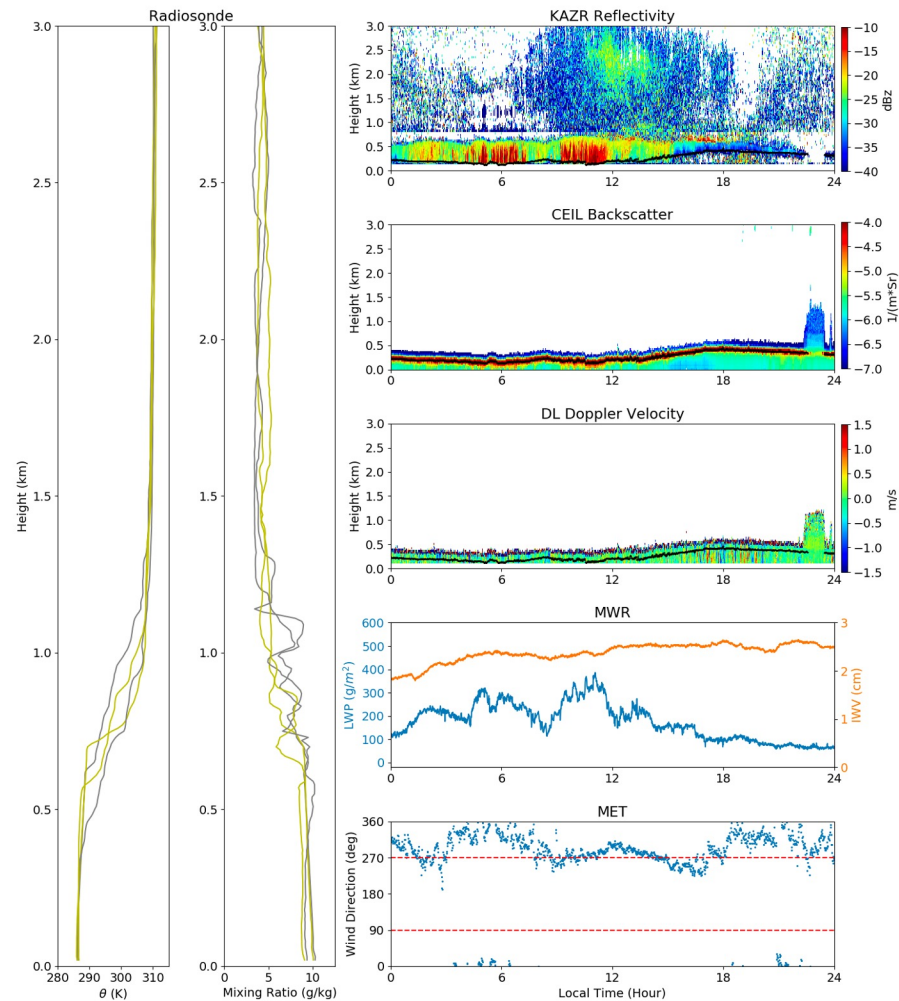 Radiosonde
3.0
2.5
2.0
1.5
1.0
0.5
0.0
Height (km)
280 290 300 310
θ (K)
3.0
2.5
2.0
1.5
1.0
0.5
0.0
Height (km)
0 5 10
Mixing Ratio (g/kg)
KAZR Reflectivity
3.0
2.5
2.0
1.5
1.0
0.5
0.0
Height (km)
0 6 12 18 24
−10
−15
−20
−25
−30
−35
−40
dBz
CEIL Backscatter
3.0
2.5
2.0
1.5
1.0
0.5
0.0
Height (km)
0 6 12 18 24
−4.0
−4.5
−5.0
−5.5
−6.0
−6.5
−7.0
1/(m*Sr)
DL Doppler Velocity
3.0
2.5
2.0
1.5
1.0
0.5
0.0
Height (km)
0 6 12 18 24
1.5
1.0
0.5
0.0
−0.5
−1.0
−1.5
m/s
MWR
600
500
400
300
200
100
0
LWP (g/m²)
0 6 12 18 24
3
2
1
0
IWV (cm)
MET
360
270
180
90
0
Wind Direction (deg)
0 6 12 18 24
Local Time (Hour)